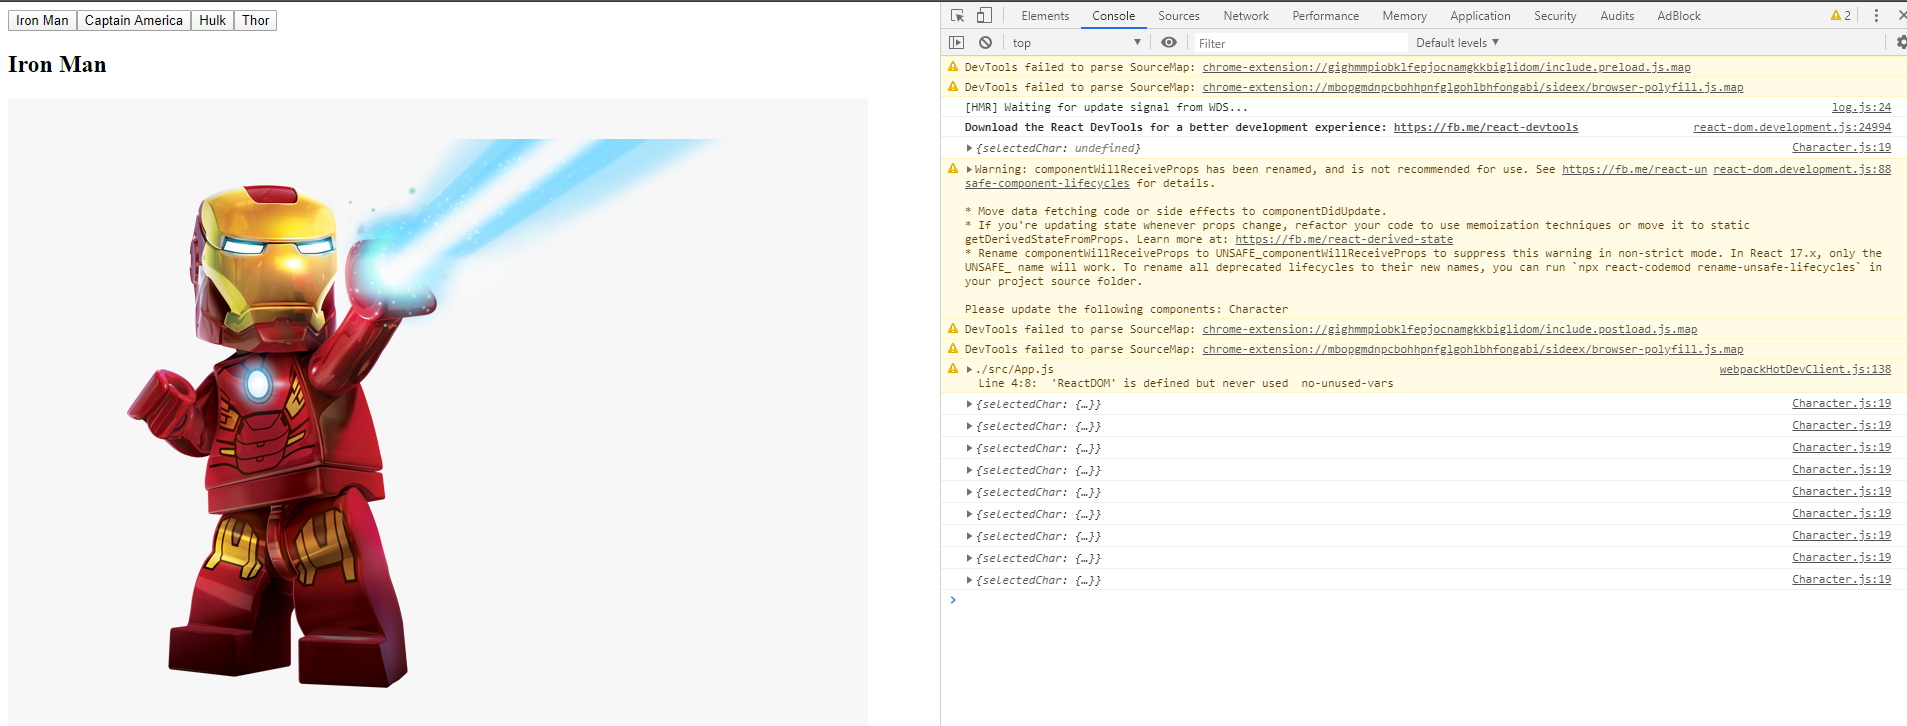 Iron Man Captain America Hulk Thor
Iron Man
Elements Console Sources Network Performance Memory Application Security Audits AdBlock 2
top Filter Default levels
DevTools failed to parse SourceMap: chrome-extension://gighmmpiobklfepjocnamgkkbiglidom/include.preload.js.map
DevTools failed to parse SourceMap: chrome-extension://mbopgmdnpcbohhpnfglgohlbhfongabi/sideex/browser-polyfill.js.map
[HMR] Waiting for update signal from WDS... log.js:24
Download the React DevTools for a better development experience: https://fb.me/react-devtools react-dom.development.js:24994
{selectedChar: undefined} Character.js:19
Warning: componentWillReceiveProps has been renamed, and is not recommended for use. See https://fb.me/react-un react-dom.development.js:88
safe-component-lifecycles for details.
* Move data fetching code or side effects to componentDidUpdate.
* If you're updating state whenever props change, refactor your code to use memoization techniques or move it to static
getDerivedStateFromProps. Learn more at: https://fb.me/react-derived-state
* Rename componentWillReceiveProps to UNSAFE_componentWillReceiveProps to suppress this warning in non-strict mode. In React 17.x, only the
UNSAFE_ name will work. To rename all deprecated lifecycles to their new names, you can run `npx react-codemod rename-unsafe-lifecycles` in
your project source folder.
Please update the following components: Character
DevTools failed to parse SourceMap: chrome-extension://gighmmpiobklfepjocnamgkkbiglidom/include.postload.js.map
DevTools failed to parse SourceMap: chrome-extension://mbopgmdnpcbohhpnfglgohlbhfongabi/sideex/browser-polyfill.js.map
./src/App.js webpackHotDevClient.js:138
Line 4:8: 'ReactDOM' is defined but never used no-unused-vars
{selectedChar: {…}} Character.js:19
{selectedChar: {…}} Character.js:19
{selectedChar: {…}} Character.js:19
{selectedChar: {…}} Character.js:19
{selectedChar: {…}} Character.js:19
{selectedChar: {…}} Character.js:19
{selectedChar: {…}} Character.js:19
{selectedChar: {…}} Character.js:19
{selectedChar: {…}} Character.js:19